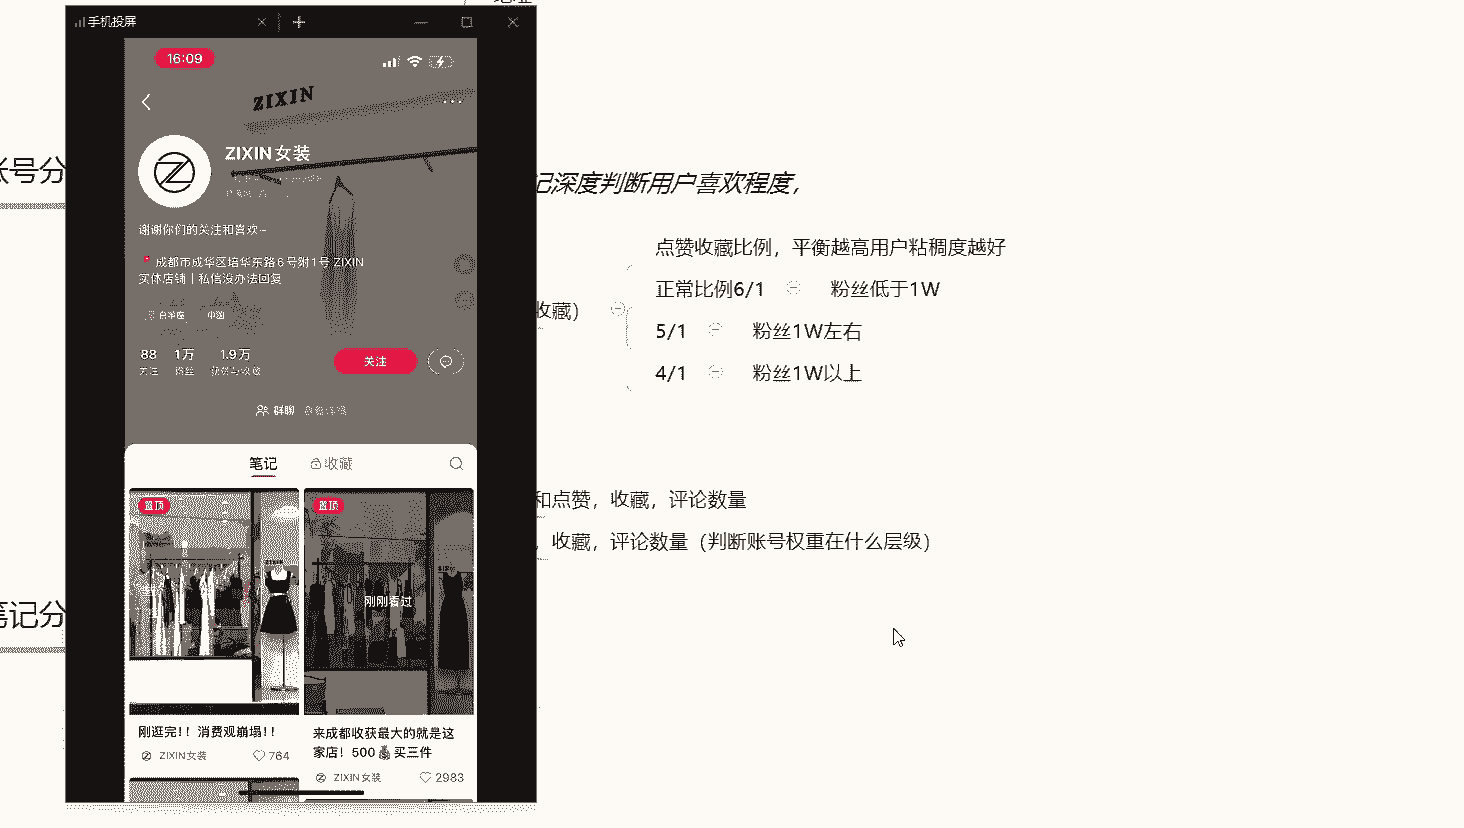 手机投屏
16:09
ZIXIN
ZIXIN女装
谢谢你们的关注和喜欢~
成都市成华区培华东路6号附1号 ZIXIN
实体店铺丨私信没办法回复
88
1万
1.9万
关注
粉丝
获赞与收藏
关注
群聊
笔记
收藏
置顶
置顶
刚刚看过
刚逛完!! 消费观崩塌!!
ZIXIN女装
764
来成都收获最大的就是这
家店！500💰买三件
ZIXIN女装
2983
账号分
笔记分
记深度判断用户喜欢程度，
收藏）
点赞收藏比例，平衡越高用户粘稠度越好
正常比例6/1
粉丝低于1W
5/1
粉丝1W左右
4/1
粉丝1W以上
和点赞，收藏，评论数量
，收藏，评论数量（判断账号权重在什么层级）